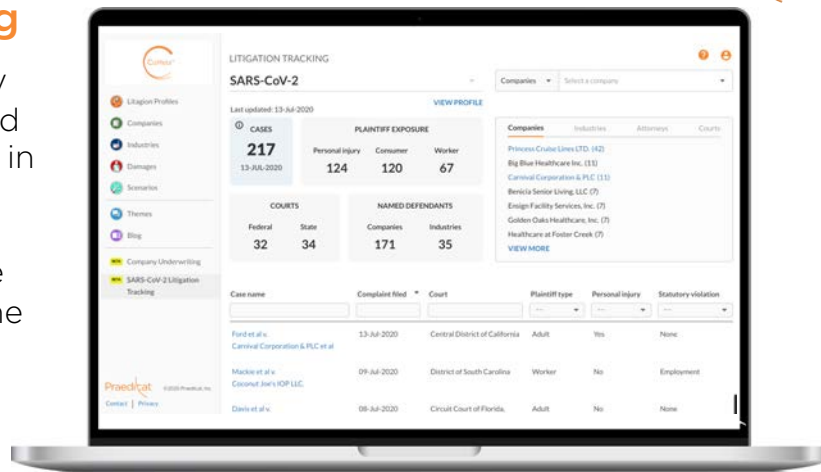 g
y
d
in
e
ne
CoMeta
LITIGATION TRACKING
SARS-CoV-2
Companies
Select a company
Last updated: 13-Jul-2020
VIEW PROFILE
Litagion Profiles
Companies
Industries
Damages
Scenarios
Themes
Blog
BETA Company Underwriting
BETA SARS-CoV-2 Litigation
Tracking
CASES
217
13-JUL-2020
PLAINTIFF EXPOSURE
Personal injury Consumer Worker
124 120 67
COURTS
Federal State
32 34
NAMED DEFENDANTS
Companies Industries
171 35
Companies Industries Attorneys Courts
Princess Cruise Lines LTD. (42)
Big Blue Healthcare Inc. (11)
Carnival Corporation & PLC (11)
Benicia Senior Living, LLC (7)
Ensign Facility Services, Inc. (7)
Golden Oaks Healthcare, Inc. (7)
Healthcare at Foster Creek (7)
VIEW MORE
Case name Complaint filed Court Plaintiff type Personal injury Statutory violation
Ford et al v. 13-Jul-2020 Central District of California Adult Yes None
Carnival Corporation & PLC et al
Mackie et al v. 09-Jul-2020 District of South Carolina Worker No Employment
Coconut Joe's IOP LLC.
Davis et al v. 08-Jul-2020 Circuit Court of Florida, Adult No None
Praedicat ©2020 Praedicat, Inc.
Contact | Privacy